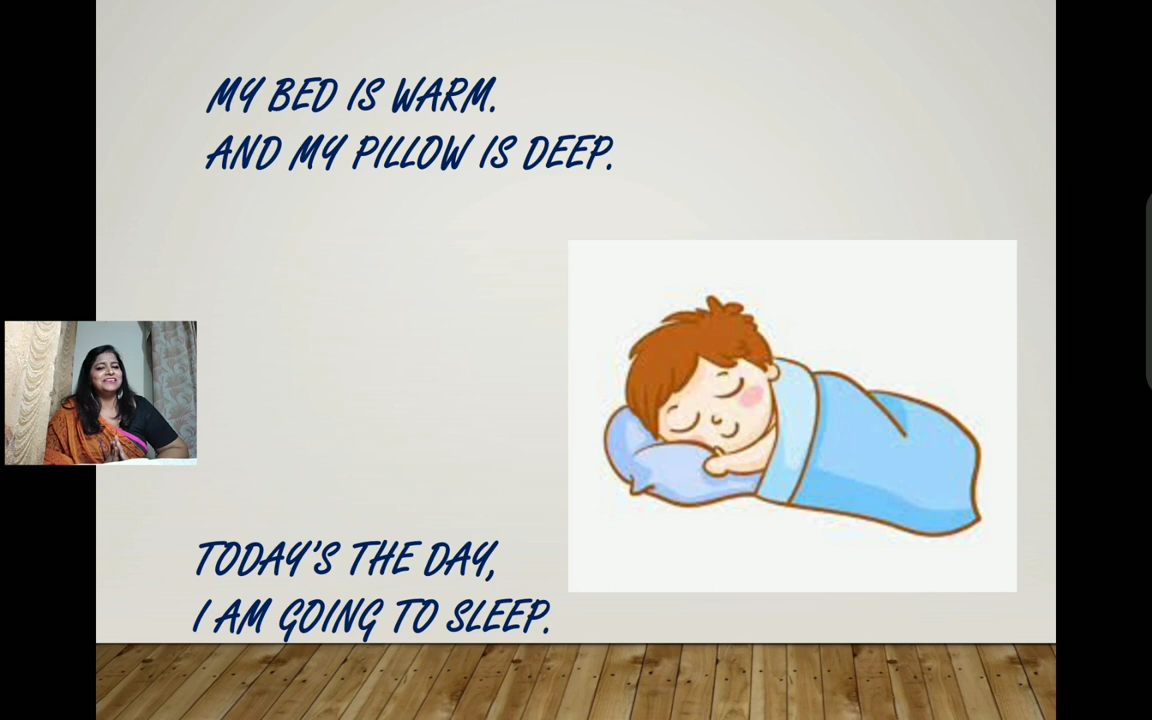 MY BED IS WARM.
AND MY PILLOW IS DEEP.
TODAY'S THE DAY,
I AM GOING TO SLEEP.